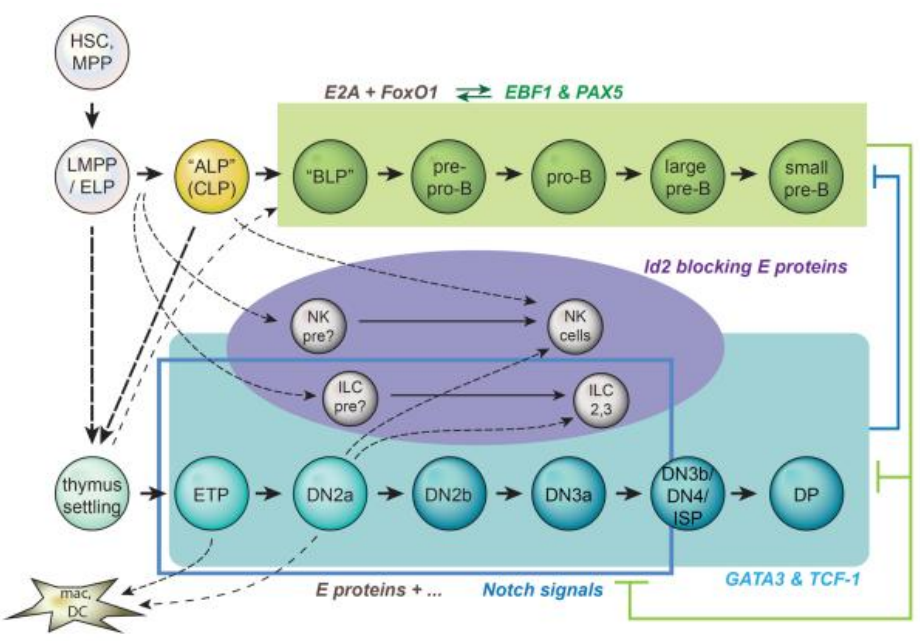 HSC,
MPP
E2A + FoxO1 EBF1 & PAX5
LMPP
/ ELP
"ALP"
(CLP)
"BLP"
pre-
pro-B
pro-B
large
pre-B
small
pre-B
Id2 blocking E proteins
NK
pre?
NK
cells
ILC
pre?
ILC
2,3
thymus
settling
ETP
DN2a
DN2b
DN3a
DN3b/
DN4/
ISP
DP
mac,
DC
E proteins + ... Notch signals
GATA3 & TCF-1